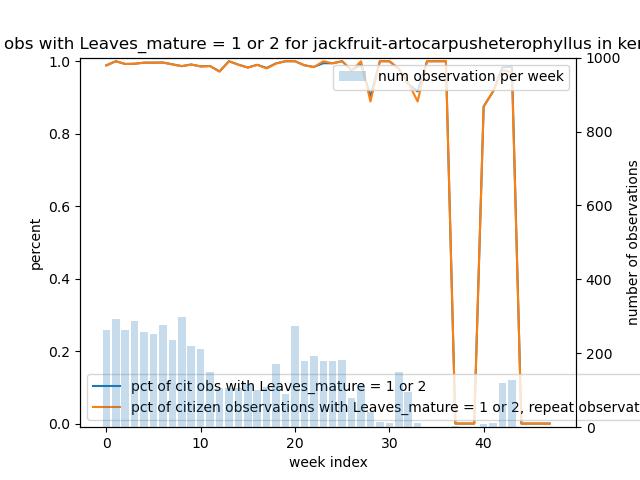 obs with Leaves_mature = 1 or 2 for jackfruit-artocarpusheterophyllus in
1.0
0.8
0.6
0.4
0.2
0.0
percent
num observation per week
1000
800
600
400
200
0
number of observations
pct of cit obs with Leaves_mature = 1 or 2
pct of citizen observations with Leaves_mature = 1 or 2, repeat
0 10 20 30 40
week index